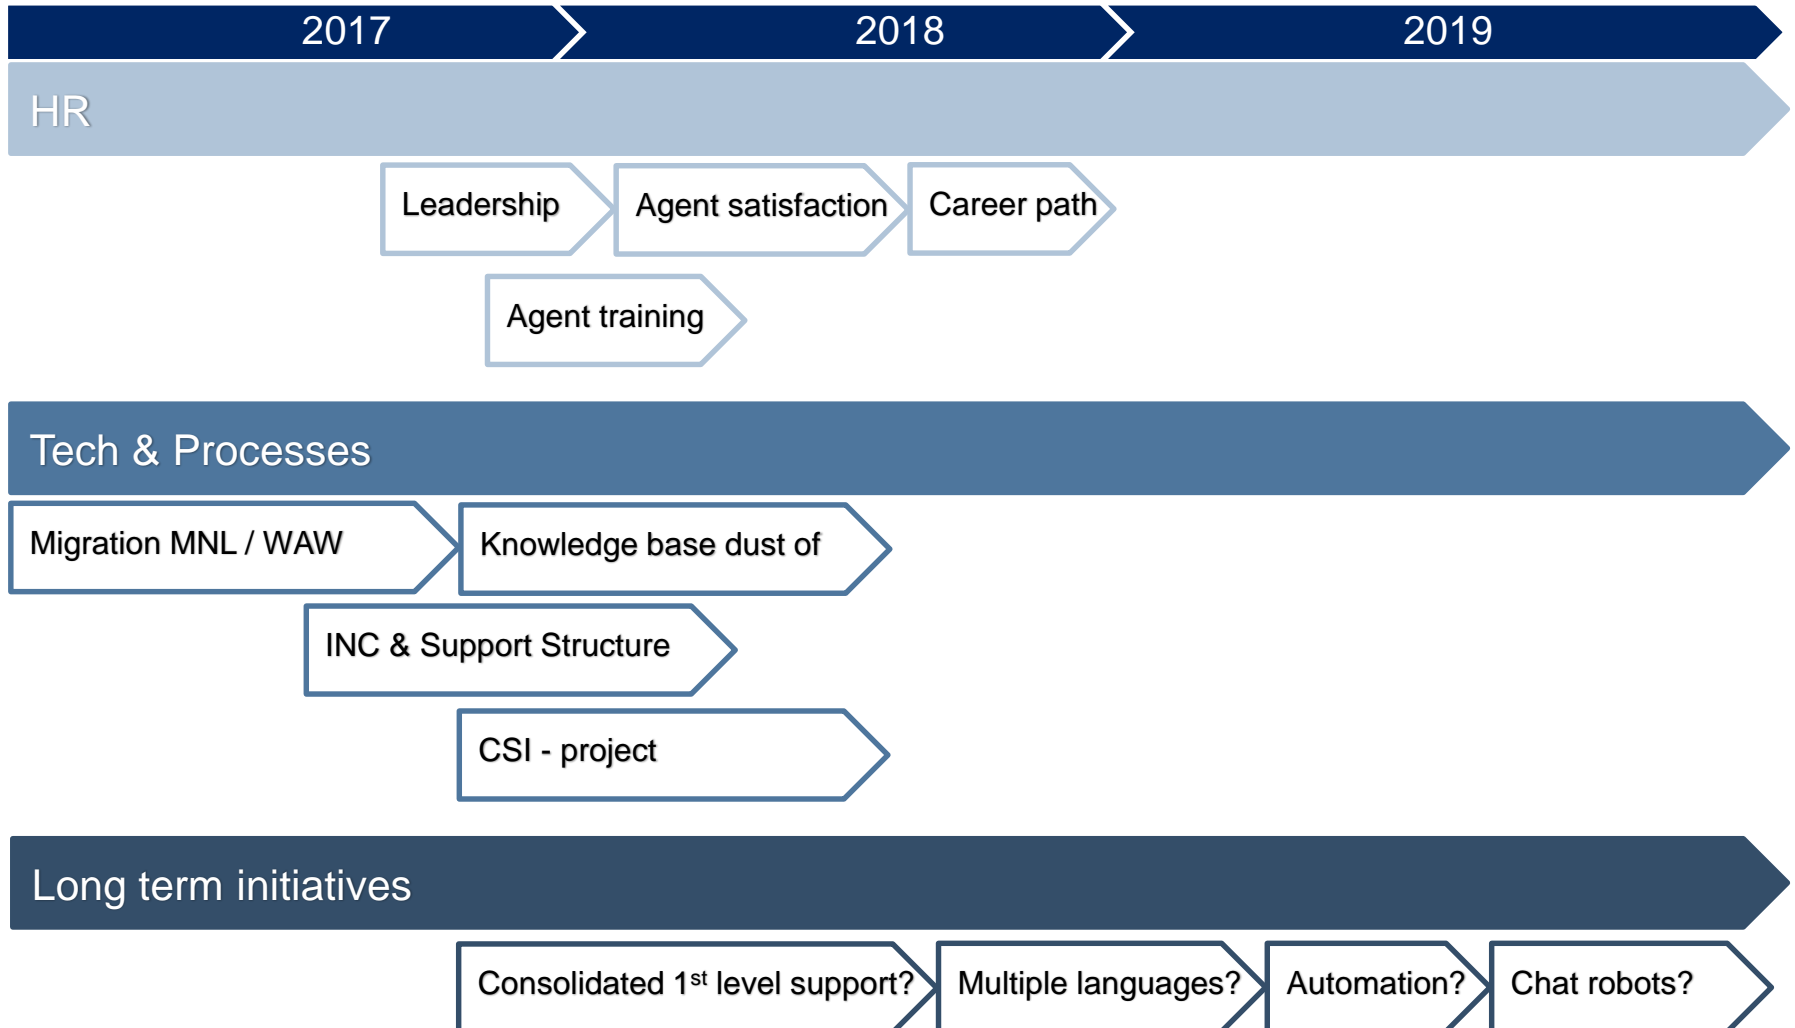 2017 2018 2019
HR
Leadership Agent satisfaction Career path
Agent training
Tech & Processes
Migration MNL / WAW Knowledge base dust of
INC & Support Structure
CSI - project
Long term initiatives
Consolidated 1st level support? Multiple languages? Automation? Chat robots?